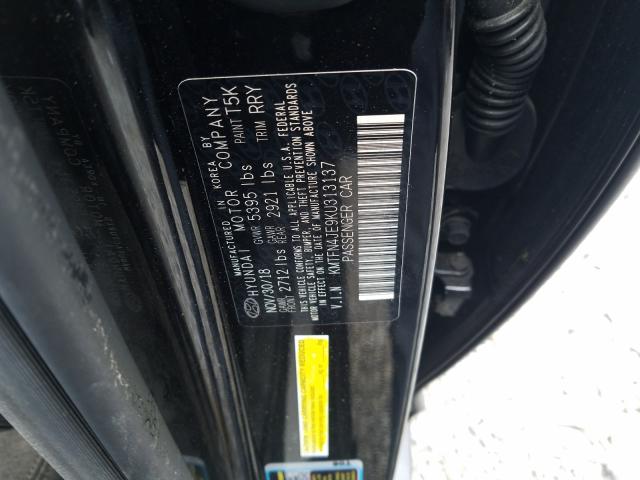 MANUFACTURED IN KOREA BY
HYUNDAI MOTOR COMPANY
NOV/30/18 GVWR 5395 lbs PAINT T5K
GAWR FRONT 2712 lbs GAWR REAR 2921 lbs TRIM RRY
THIS VEHICLE CONFORMS TO ALL APPLICABLE U.S.A. FEDERAL
MOTOR VEHICLE SAFETY, BUMPER, AND THEFT PREVENTION STANDARDS
IN EFFECT ON THE DATE OF MANUFACTURE SHOWN ABOVE
V.I.N KMTFN4JE9KU313137
PASSENGER CAR